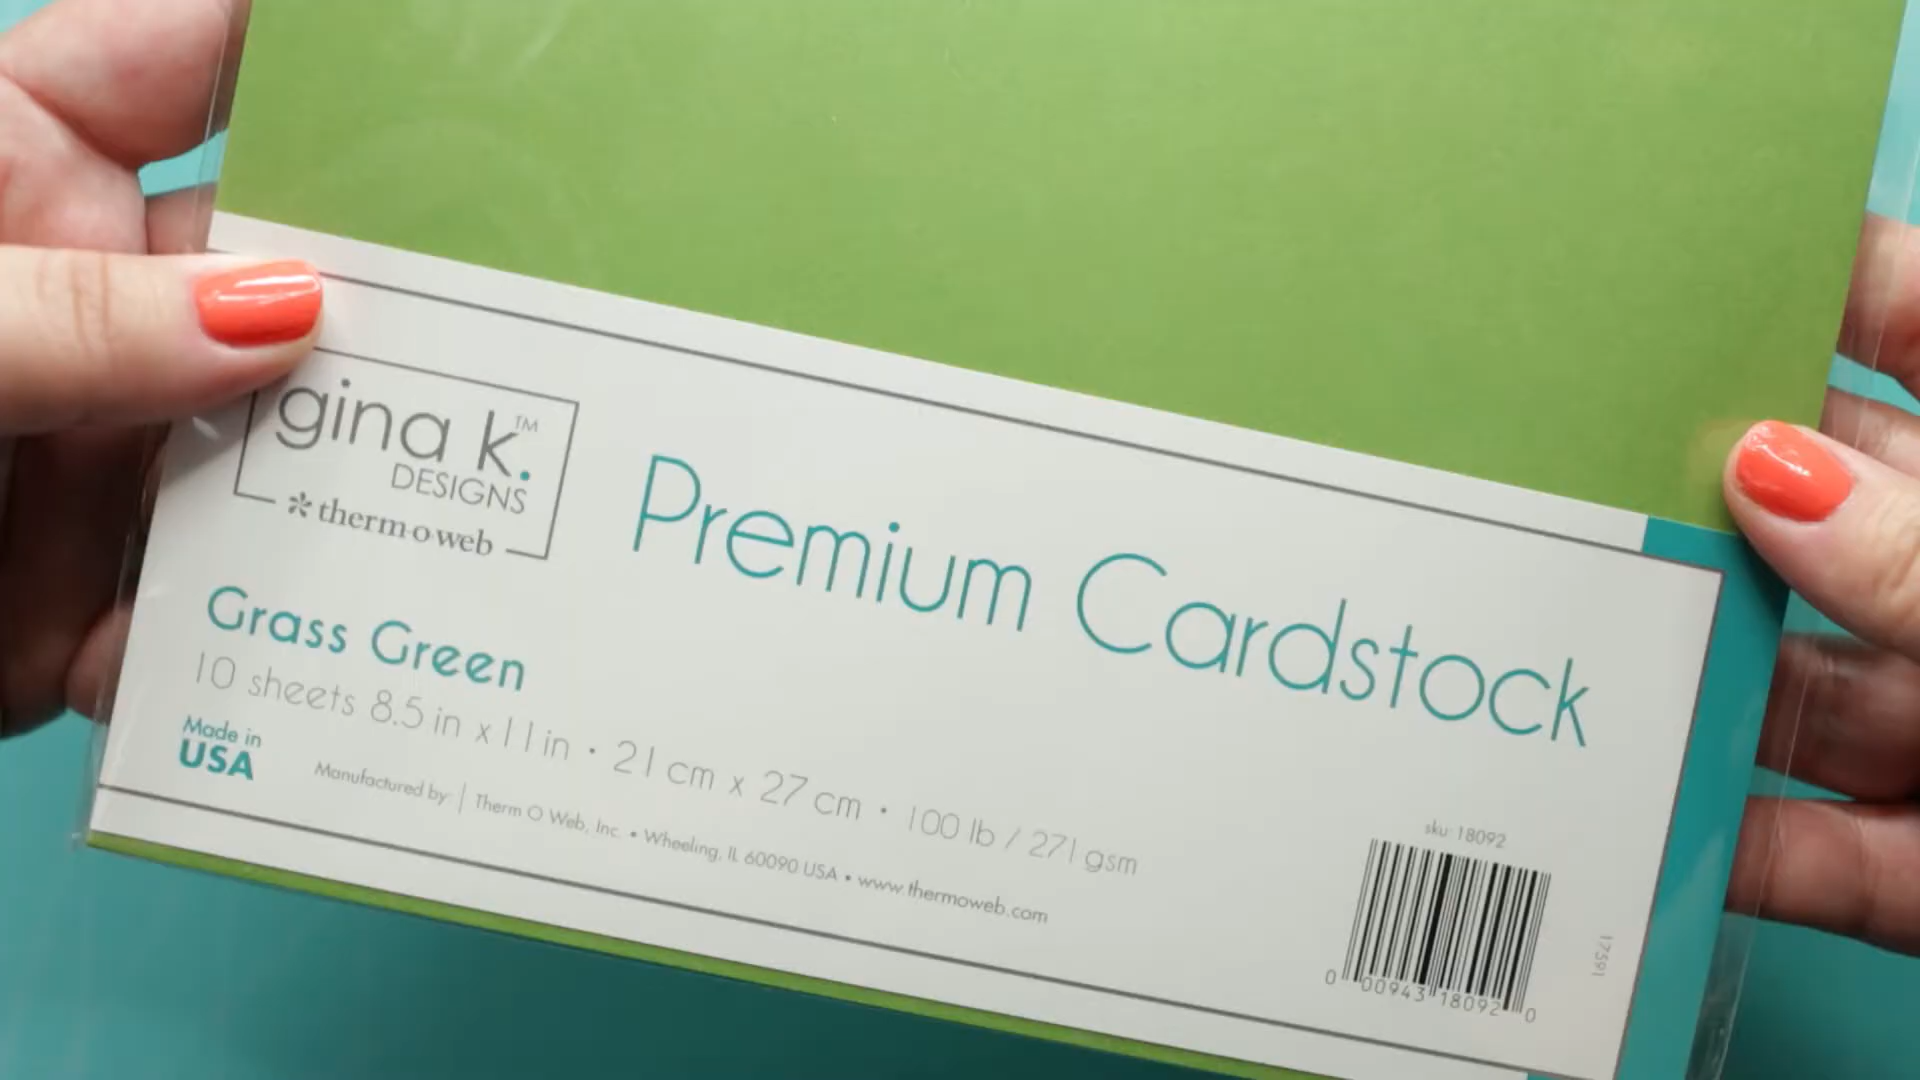 gina k.™
DESIGNS
therm·o·web
Premium Cardstock
Grass Green
10 sheets 8.5 in x 11 in • 21 cm x 27 cm • 100 lb / 271 gsm
Made in
USA
Manufactured by: | Therm O Web, Inc. • Wheeling, IL 60090 USA • www.thermoweb.com
sku: 18092
0 00943 18092 0
17591